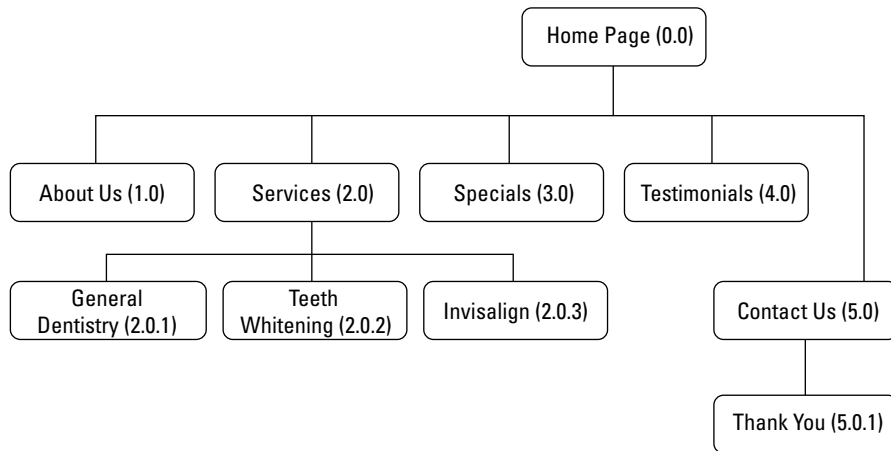 Home Page (0.0)
About Us (1.0)
Services (2.0)
Specials (3.0)
Testimonials (4.0)
General
Dentistry (2.0.1)
Teeth
Whitening (2.0.2)
Invisalign (2.0.3)
Contact Us (5.0)
Thank You (5.0.1)